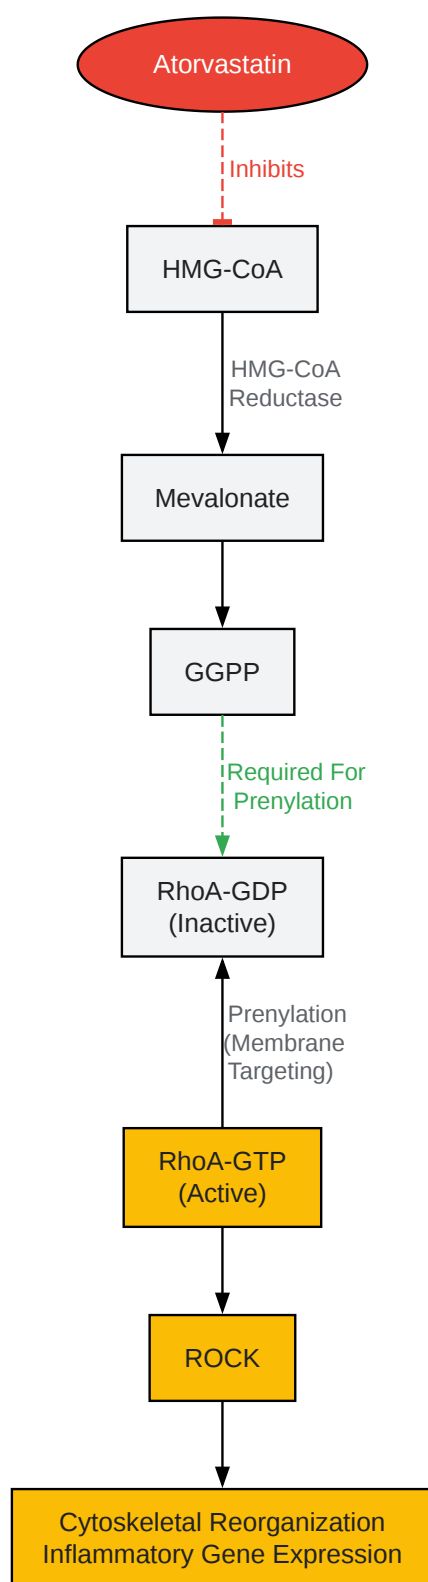 Atorvastatin
Inhibits
HMG-CoA
HMG-CoA
Reductase
Mevalonate
GGPP
Required For
Prenylation
RhoA-GDP
(Inactive)
Prenylation
(Membrane
Targeting)
RhoA-GTP
(Active)
ROCK
Cytoskeletal Reorganization
Inflammatory Gene Expression